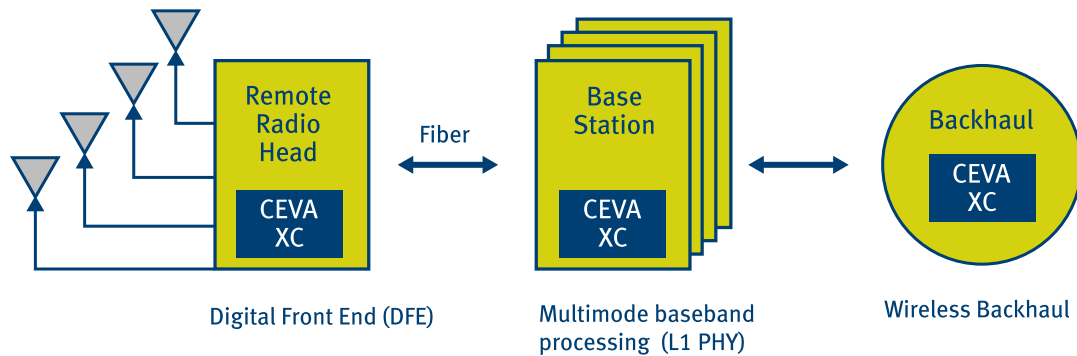 Remote
Radio
Head
CEVA
XC
Fiber
Base
Station
CEVA
XC
Backhaul
CEVA
XC
Digital Front End (DFE)
Multimode baseband
processing (L1 PHY)
Wireless Backhaul